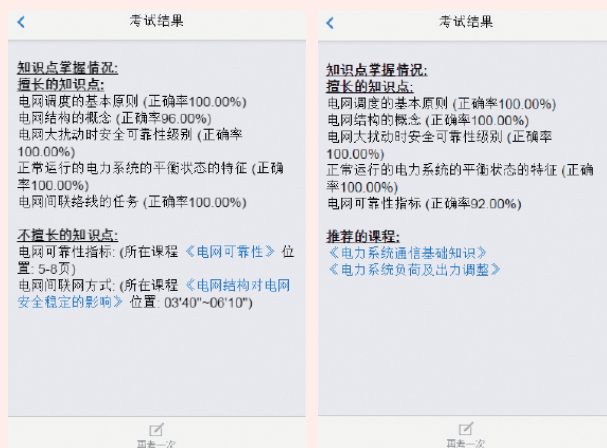 考试结果
知识点掌握情况:
擅长的知识点:
电网调度的基本原则 (正确率100.00%)
电网结构的概念 (正确率96.00%)
电网大扰动时安全可靠性级别 (正确率
100.00%)
正常运行的电力系统的平衡状态的特征 (正确
率100.00%)
电网间联络线的任务 (正确率100.00%)
不擅长的知识点:
电网可靠性指标: (所在课程 《电网可靠性》 位
置: 5-8页)
电网间联网方式: (所在课程 《电网结构对电网
安全稳定的影响》 位置: 03'40"~06'10")
再考一次
考试结果
知识点掌握情况:
擅长的知识点:
电网调度的基本原则 (正确率100.00%)
电网结构的概念 (正确率100.00%)
电网大扰动时安全可靠性级别 (正确率
100.00%)
正常运行的电力系统的平衡状态的特征 (正确
率100.00%)
电网可靠性指标 (正确率92.00%)
推荐的课程:
《电力系统通信基础知识》
《电力系统负荷及出力调整》
再考一次